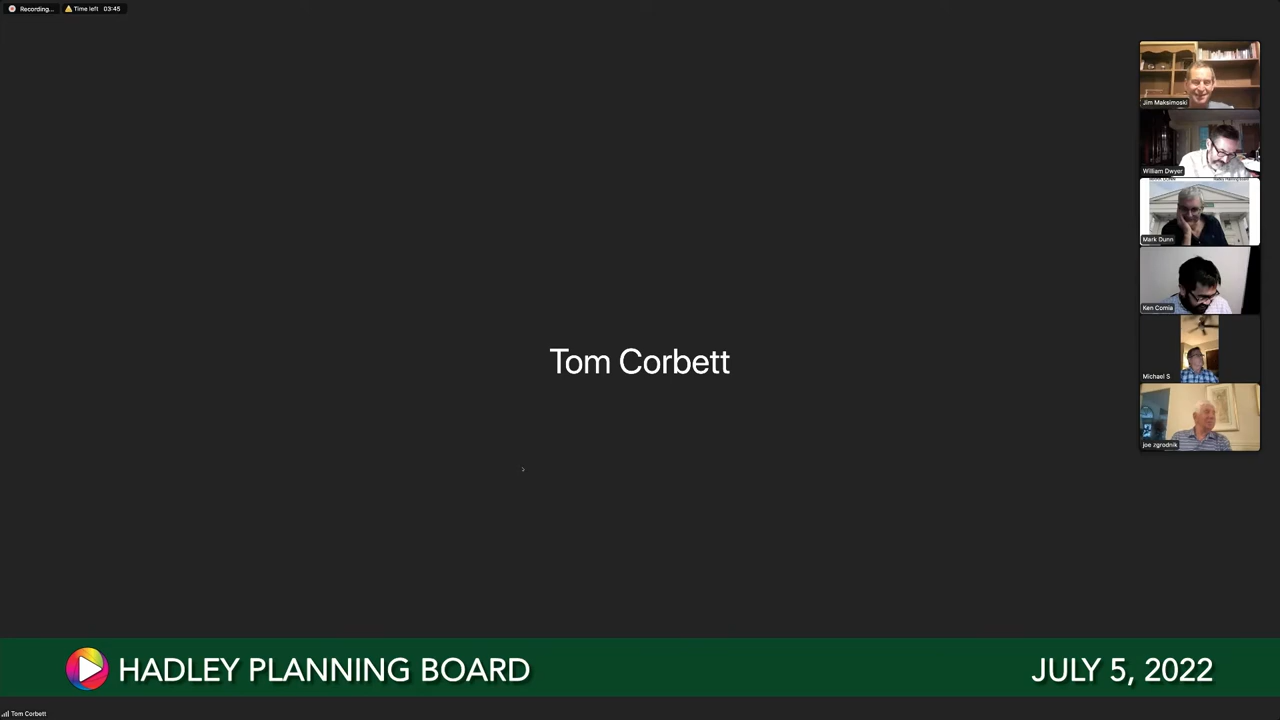 Recording...
Time left 03:45
Jim Maksimoski
William Dwyer
Mark Dunn
Ken Comia
Michael S
joe zgrodnik
Tom Corbett
HADLEY PLANNING BOARD
JULY 5, 2022
Tom Corbett